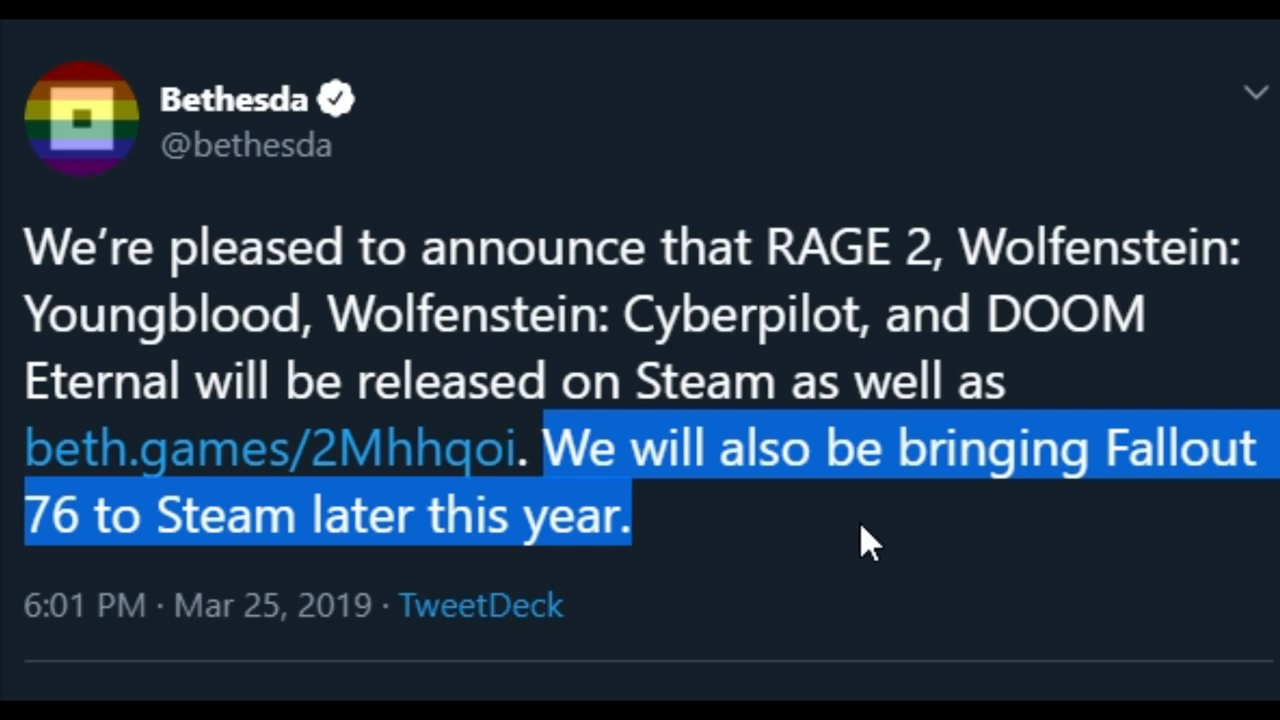 Bethesda
@bethesda
We’re pleased to announce that RAGE 2, Wolfenstein:
Youngblood, Wolfenstein: Cyberpilot, and DOOM
Eternal will be released on Steam as well as
beth.games/2Mhhqoi. We will also be bringing Fallout
76 to Steam later this year.
6:01 PM · Mar 25, 2019 · TweetDeck